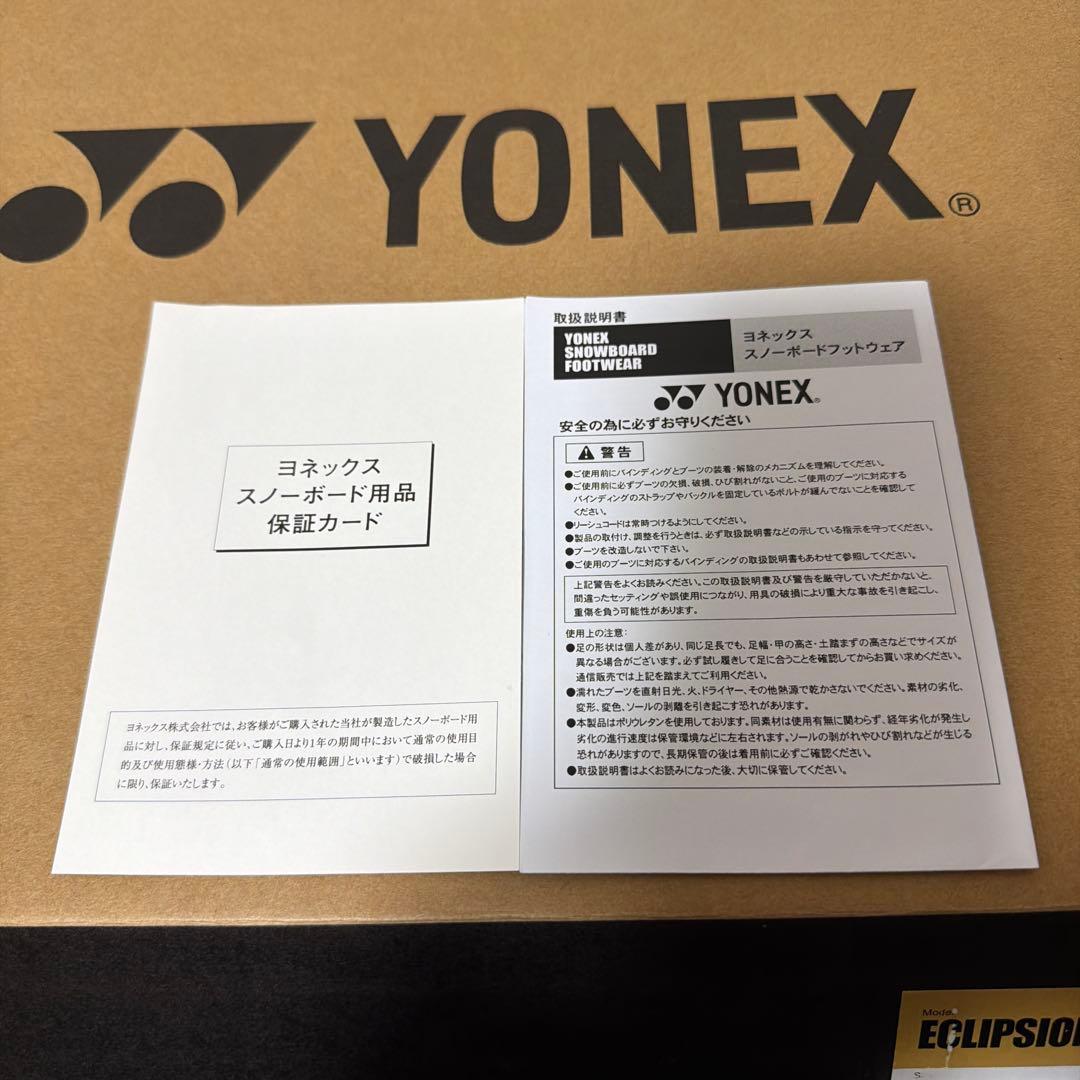 YONEX®
ヨネックス
スノーボード用品
保証カード
ヨネックス株式会社では、お客様がご購入された当社が製造したスノーボード用
品に対し、保証規定に従い、ご購入日より1年の期間中において通常の使用目
的及び使用態様・方法(以下「通常の使用範囲」といいます)で破損した場合
に限り、保証いたします。
取扱説明書
YONEX
SNOWBOARD
FOOTWEAR
ヨネックス
スノーボードフットウェア
YONEX®
安全の為に必ずお守りください
警告
●ご使用前にバインディングとブーツの装着・解除のメカニズムを理解してください。
●ご使用前に必ずブーツの欠損、破損、ひび割れがないこと、ご使用のブーツに対応する
バインディングのストラップやバックルを固定しているボルトが緩んでないことを確認して
ください。
●リーシュコードは常時つけるようにしてください。
●製品の取付け、調整を行うときは、必ず取扱説明書などの示している指示を守ってください。
●ブーツを改造しないで下さい。
●ご使用のブーツに対応するバインディングの取扱説明書もあわせて参照してください。
上記警告をよくお読みください。この取扱説明書及び警告を厳守していただかないと、
間違ったセッティングや誤使用につながり、用具の破損により重大な事故を引き起こし、
重傷を負う可能性があります。
使用上の注意:
●足の形状は個人差があり、同じ足長でも、足幅・甲の高さ・土踏まずの高さなどでサイズが
異なる場合がございます。必ず試し履きして足に合うことを確認してからお買い求めください。
通信販売では上記を踏まえてご利用ください。
●濡れたブーツを直射日光、火、ドライヤー、その他熱源で乾かさないでください。素材の劣化、
変形、変色、ソールの剥離を引き起こす恐れがあります。
●本製品はポリウレタンを使用しております。同素材は使用有無に関わらず、経年劣化が発生し
劣化の進行速度は保管環境などに左右されます。ソールの剥がれやひび割れなどが生じる
恐れがありますので、長期保管の後は着用前に必ずご確認ください。
●取扱説明書はよくお読みになった後、大切に保管してください。
Model
ECLIPSIO